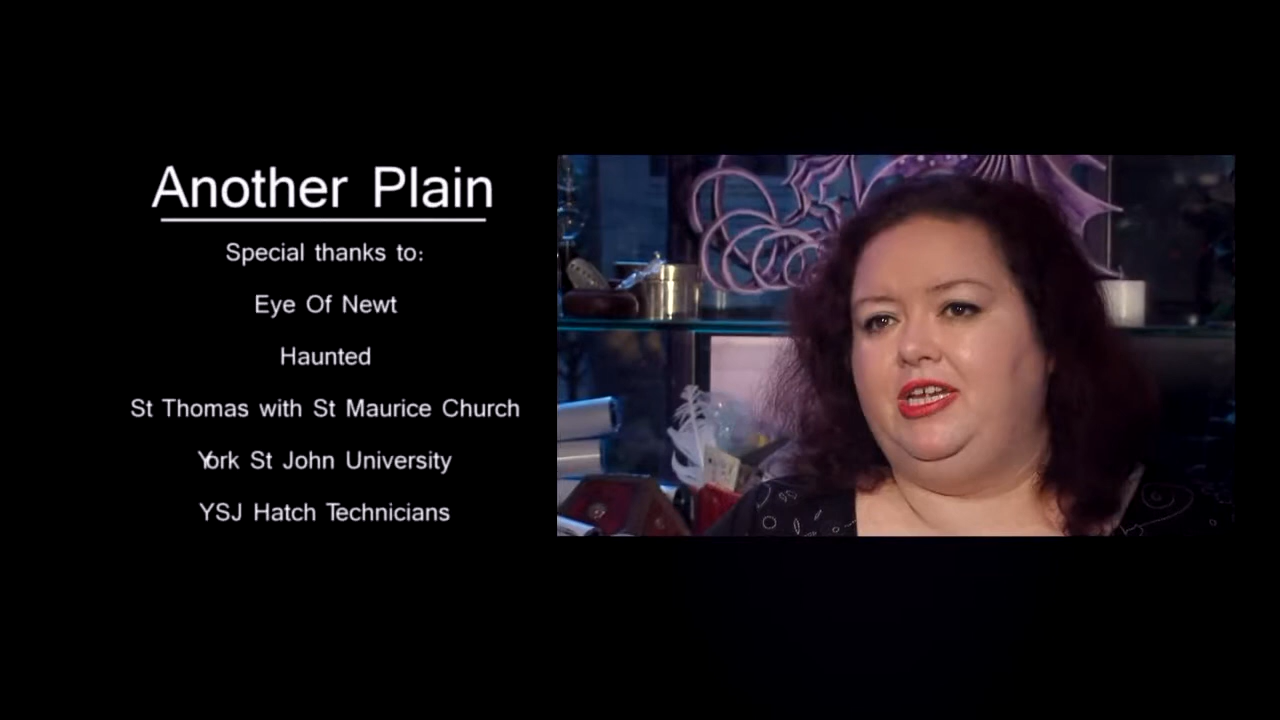 Another Plain
Special thanks to:
Eye Of Newt
Haunted
St Thomas with St Maurice Church
York St John University
YSJ Hatch Technicians